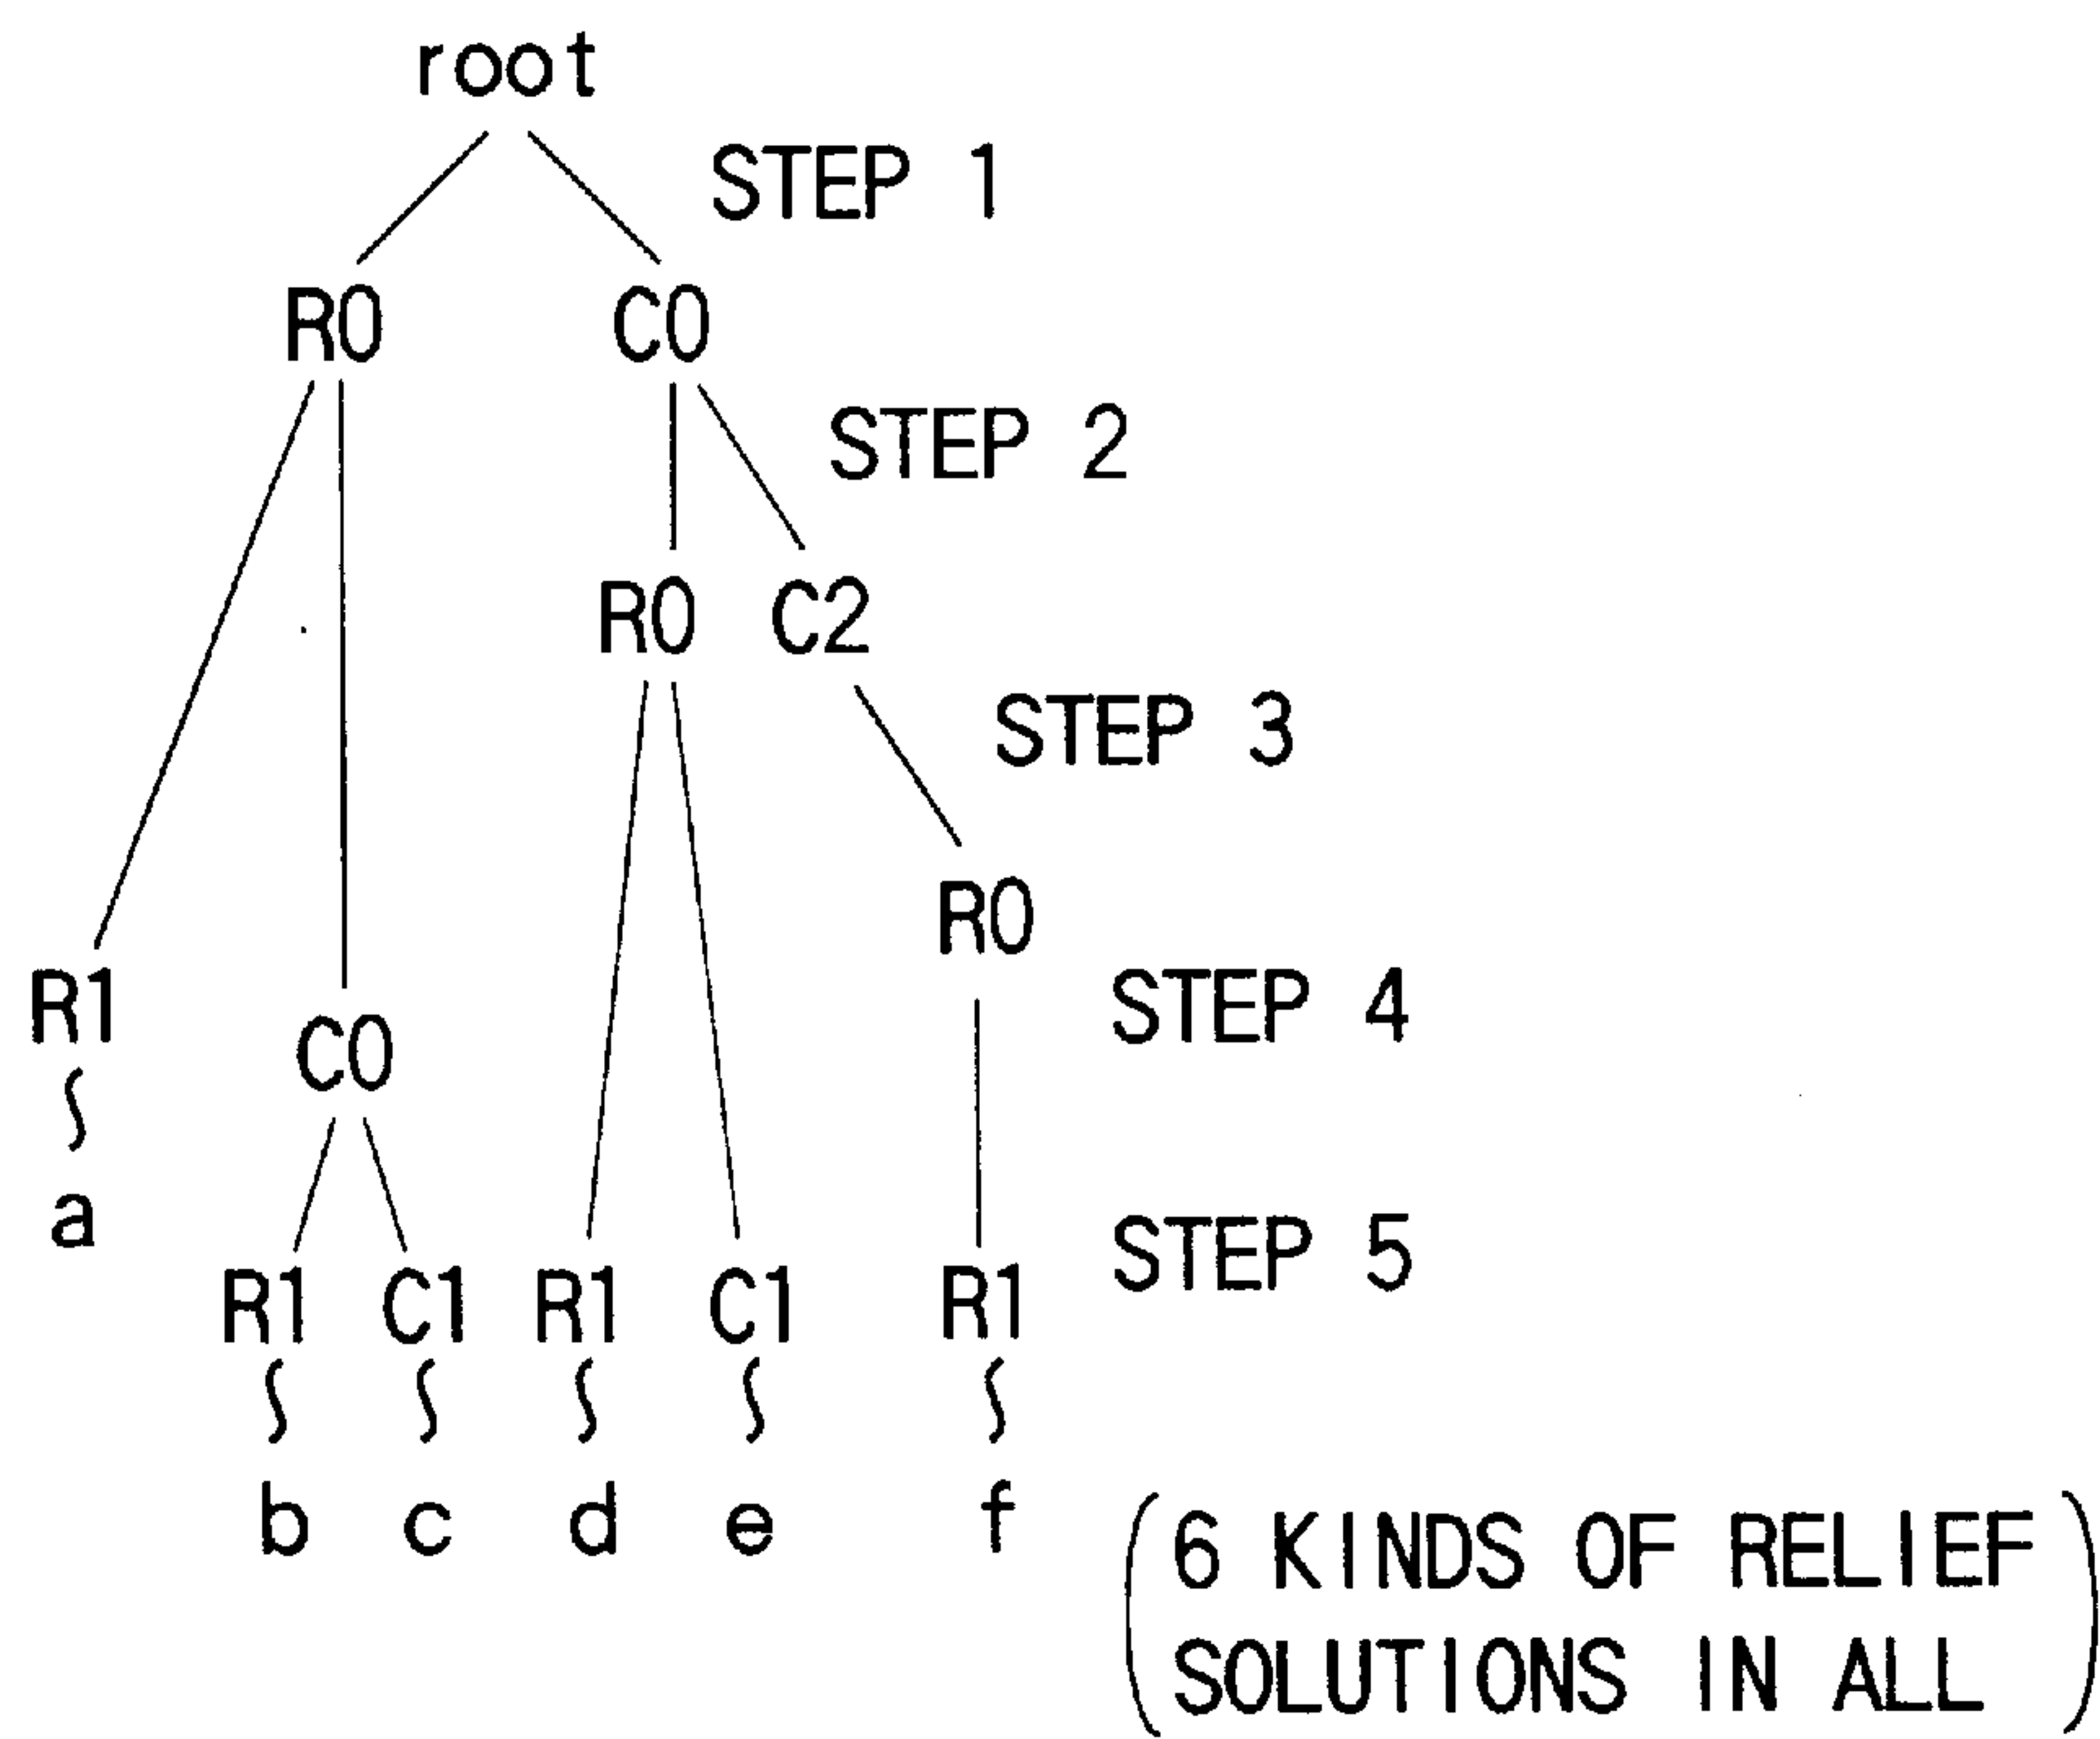 root
STEP 1
R0 C0
STEP 2
R0 C2
STEP 3
R0
R1
STEP 4
C0
a
STEP 5
R1 C1 R1 C1 R1
b c d e f
6 KINDS OF RELIEF
SOLUTIONS IN ALL